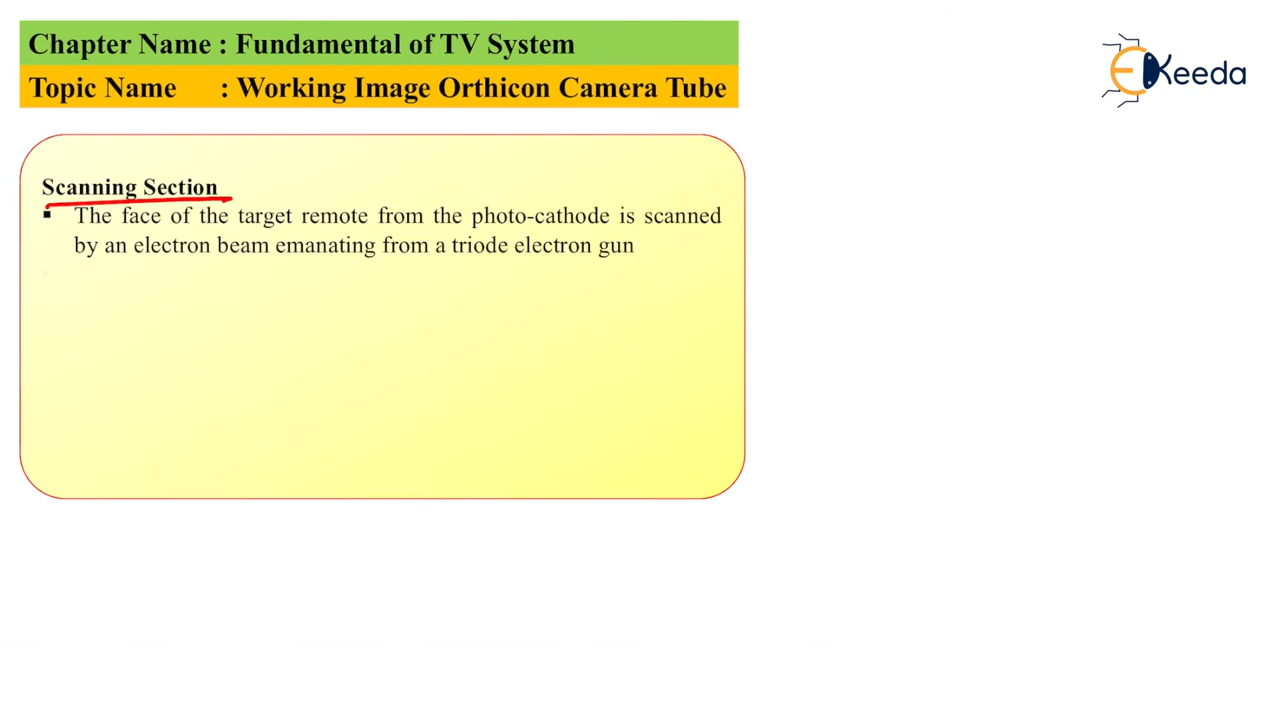 Chapter Name : Fundamental of TV System
Topic Name : Working Image Orthicon Camera Tube
EKeeda
Scanning Section
▪ The face of the target remote from the photo-cathode is scanned
by an electron beam emanating from a triode electron gun